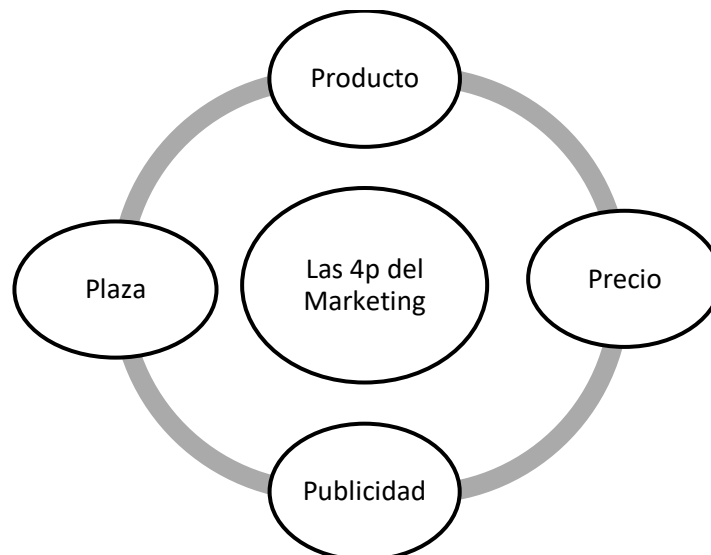 Producto
Plaza
Las 4p del
Marketing
Precio
Publicidad